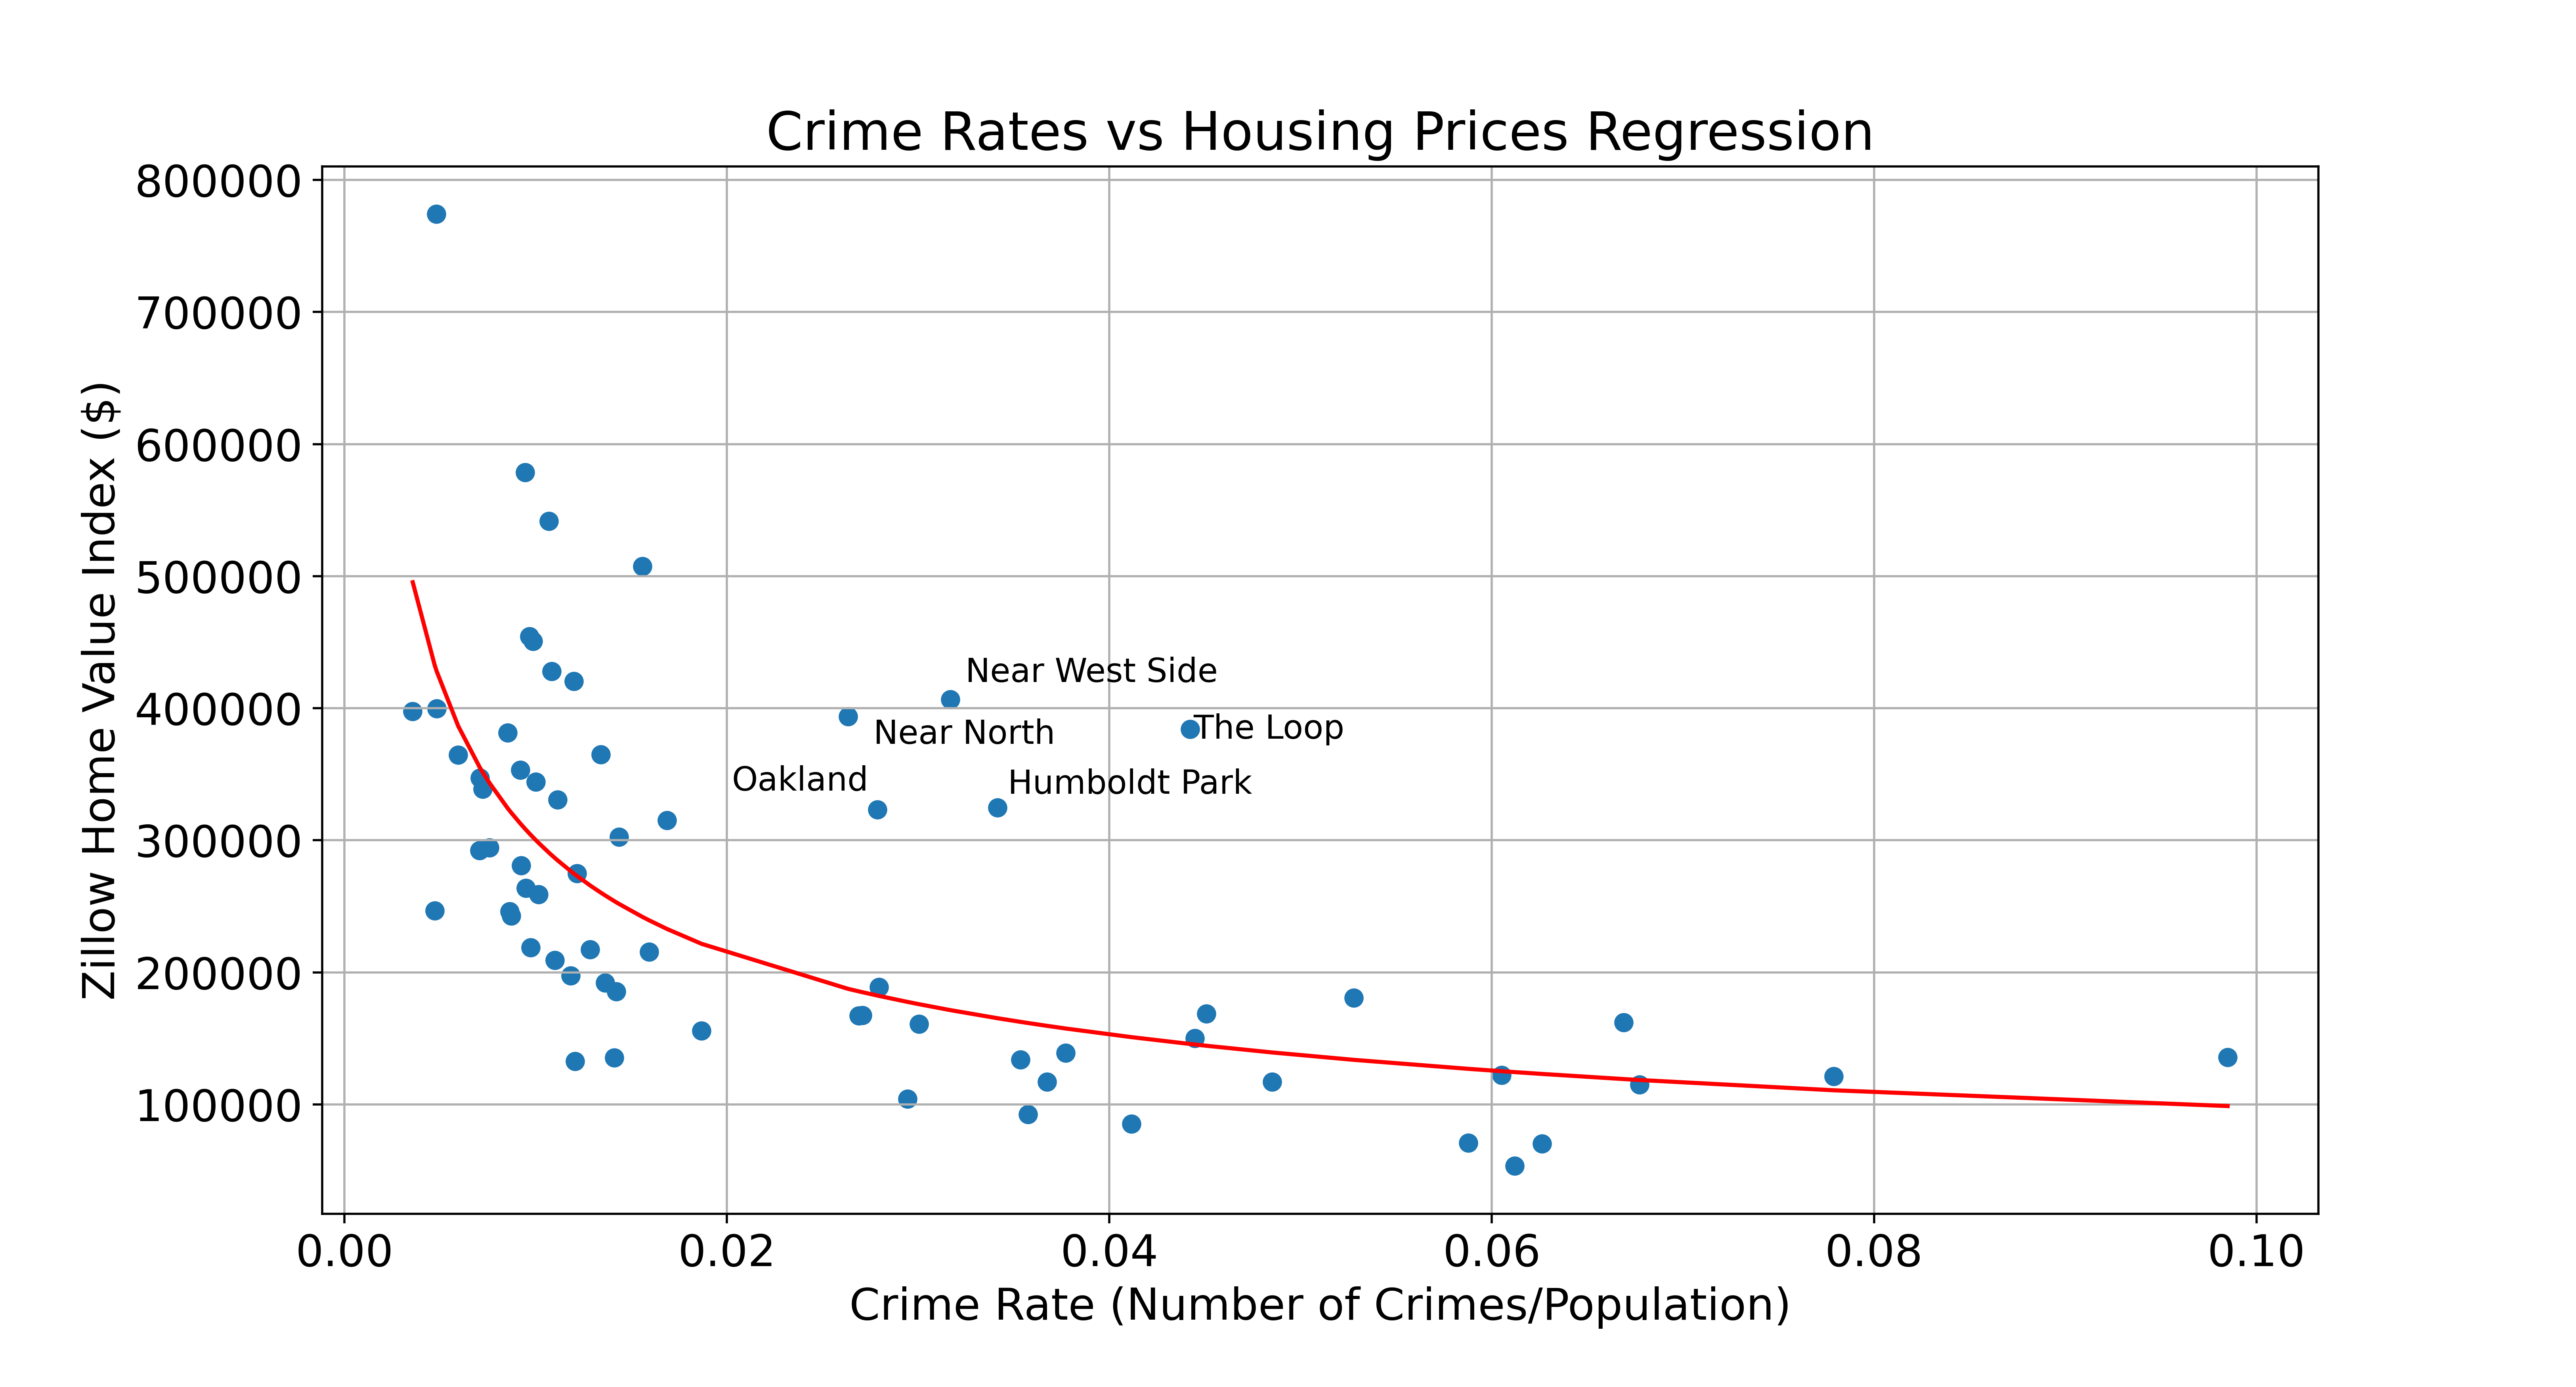 Crime Rates vs Housing Prices Regression
Zillow Home Value Index ($)
800000
700000
600000
500000
400000
300000
200000
100000
Near West Side
The Loop
Near North
Oakland
Humboldt Park
0.00 0.02 0.04 0.06 0.08 0.10
Crime Rate (Number of Crimes/Population)